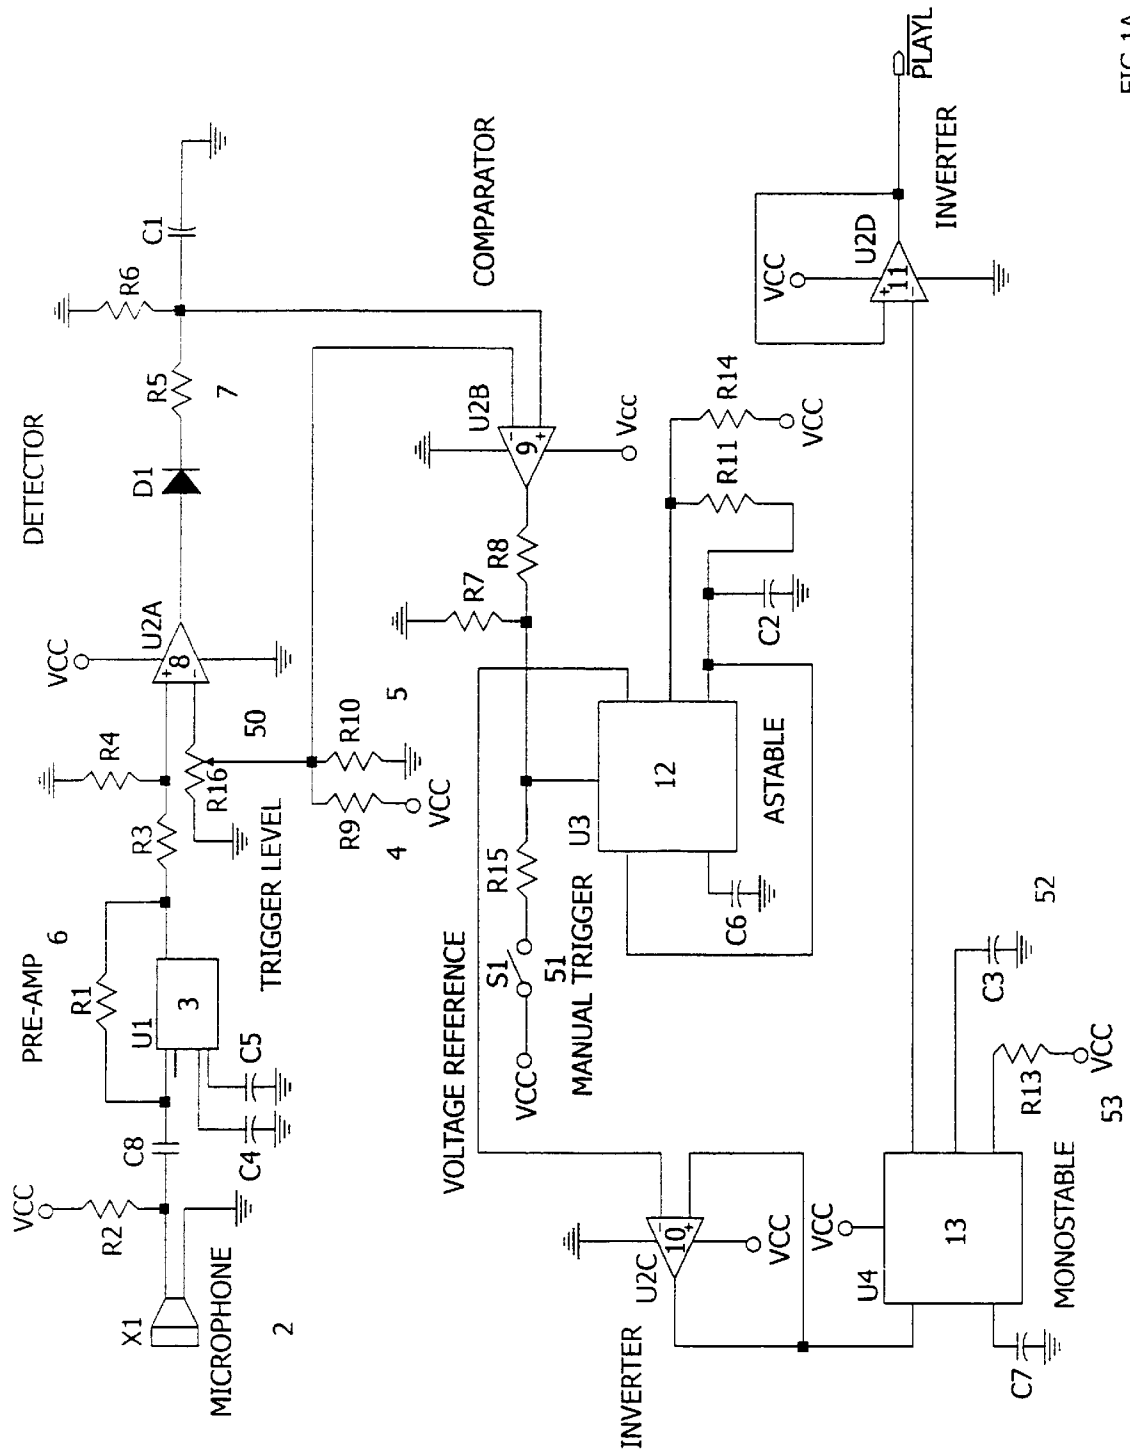 VCC
PRE-AMP
DETECTOR
6
VCC
R2
R1
R4
R6
X1
C8
U1
R3
U2A
D1
R5
C1
3
8
+
-
MICROPHONE
R16
7
C4
C5
50
2
TRIGGER LEVEL
R9
R10
4
5
VCC
VOLTAGE REFERENCE
R7
U2B
COMPARATOR
S1
R15
R8
-
+
9
VCC
51
MANUAL TRIGGER
U3
INVERTER
U2C
-
+
10
12
Vcc
C6
R11
R14
VCC
C2
ASTABLE
VCC
VCC
VCC
U4
U2D
+
-
11
PLAYL
13
INVERTER
C3
C7
R13
52
MONOSTABLE
VCC
53
FIG 1A